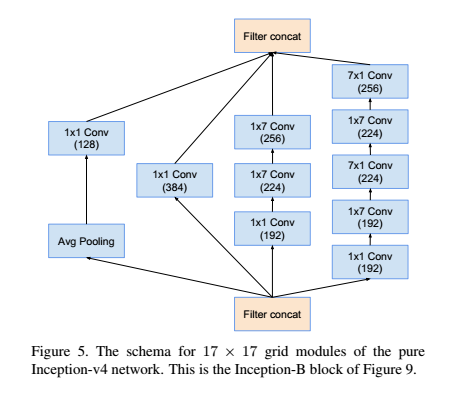 Filter concat
7x1 Conv
(256)
1x7 Conv
(224)
1x1 Conv
(128)
1x7 Conv
(256)
7x1 Conv
(224)
1x1 Conv
(384)
1x7 Conv
(224)
1x7 Conv
(192)
Avg Pooling
1x1 Conv
(192)
1x1 Conv
(192)
Filter concat
Figure 5. The schema for 17 × 17 grid modules of the pure
Inception-v4 network. This is the Inception-B block of Figure 9.